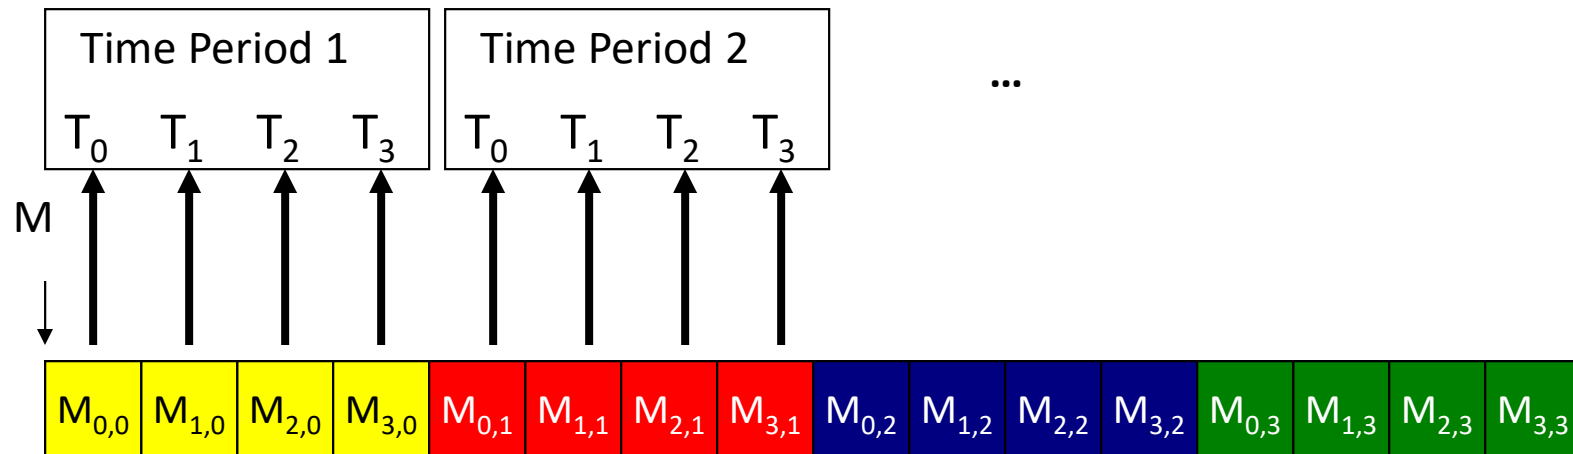 Time Period 1 Time Period 2
...
T0 T1 T2 T3 T0 T1 T2 T3
M
M0,0 M1,0 M2,0 M3,0 M0,1 M1,1 M2,1 M3,1 M0,2 M1,2 M2,2 M3,2 M0,3 M1,3 M2,3 M3,3